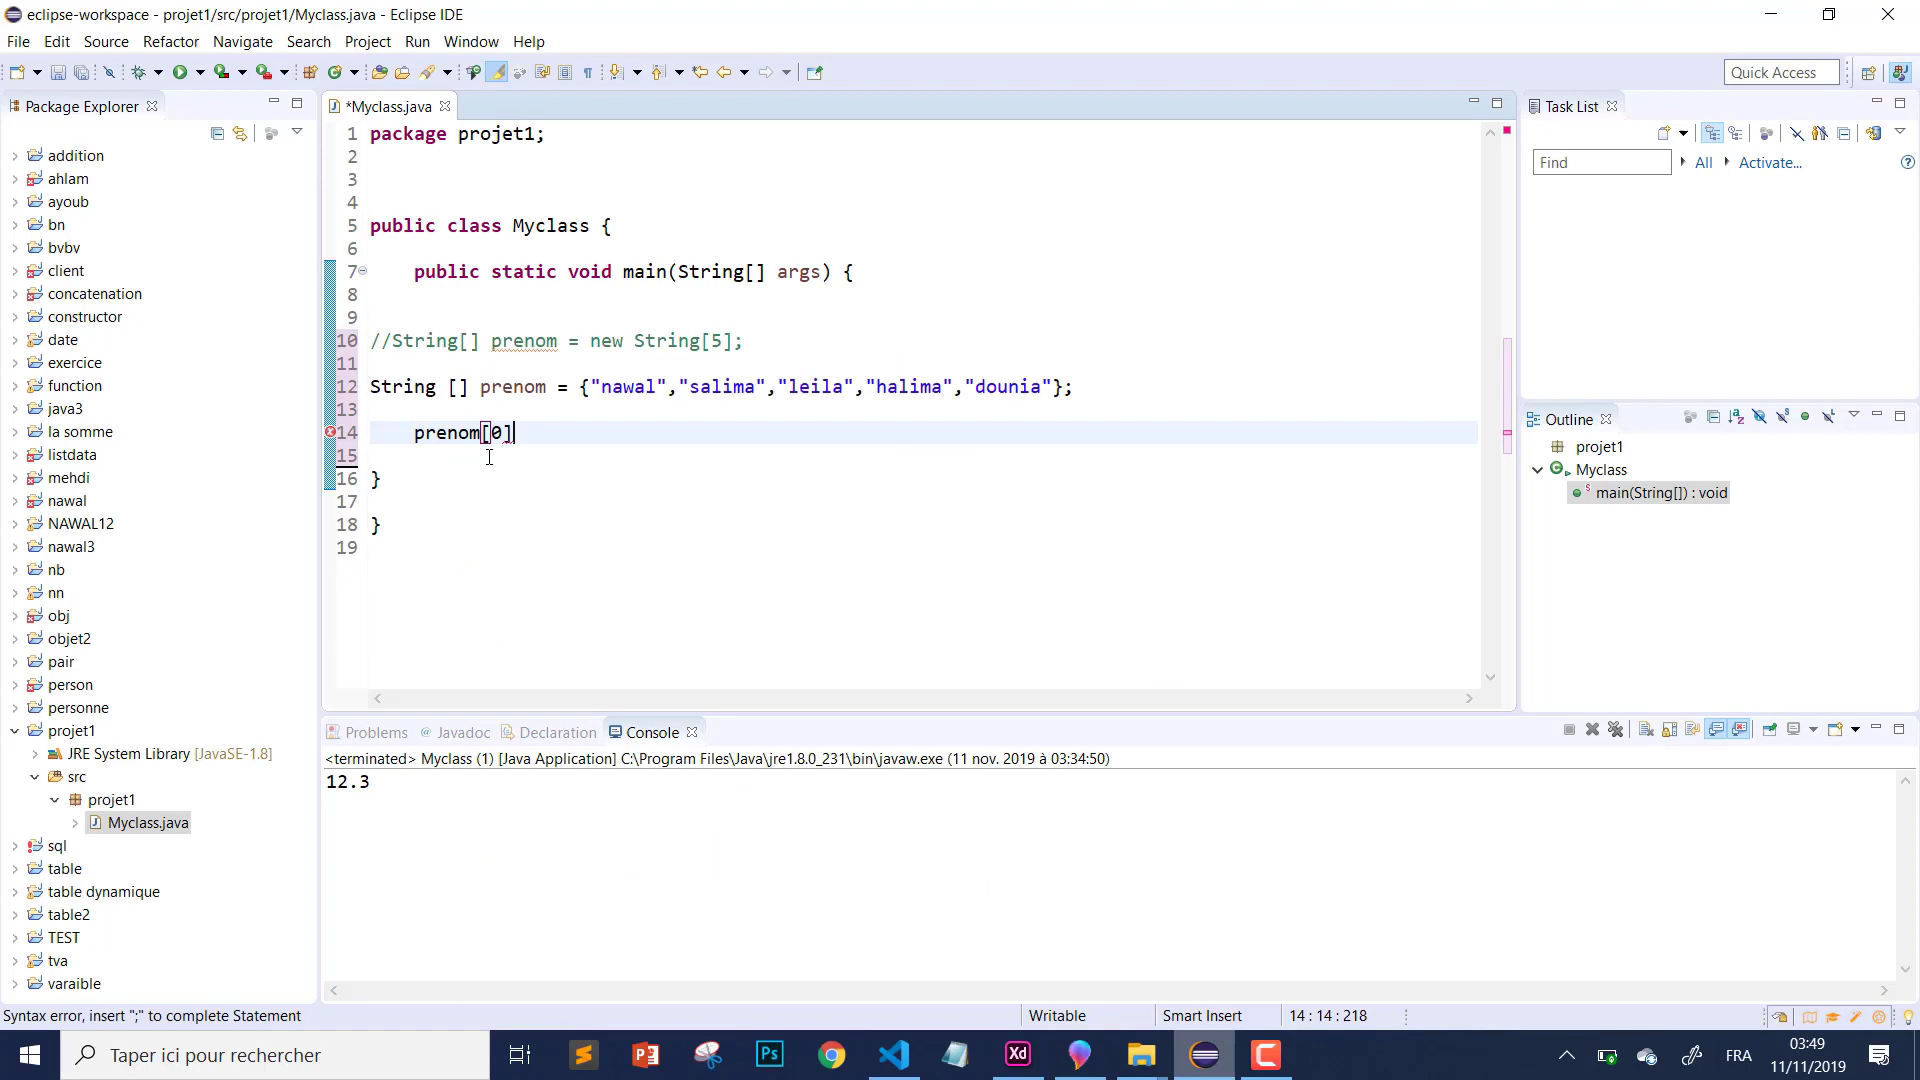 eclipse-workspace - projet1/src/projet1/Myclass.java - Eclipse IDE
File Edit Source Refactor Navigate Search Project Run Window Help
Quick Access
Package Explorer
addition
ahlam
ayoub
bn
bvbv
client
concatenation
constructor
date
exercice
function
java3
la somme
listdata
mehdi
nawal
NAWAL12
nawal3
nb
nn
obj
objet2
pair
person
personne
projet1
JRE System Library [JavaSE-1.8]
src
projet1
Myclass.java
sql
table
table dynamique
table2
TEST
tva
varaible
*Myclass.java
1 package projet1;
2
3
4
5 public class Myclass {
6
7 public static void main(String[] args) {
8
9
10 //String[] prenom = new String[5];
11
12 String [] prenom = {"nawal","salima","leila","halima","dounia"};
13
14 prenom[0]
15
16 }
17
18 }
19
Task List
Find All Activate...
Outline
projet1
Myclass
main(String[]) : void
Problems @ Javadoc Declaration Console
<terminated> Myclass (1) [Java Application] C:\Program Files\Java\jre1.8.0_231\bin\javaw.exe (11 nov. 2019 à 03:34:50)
12.3
Syntax error, insert ";" to complete Statement
Writable Smart Insert 14 : 14 : 218
Taper ici pour rechercher
Ps
Xd
FRA
03:49
11/11/2019